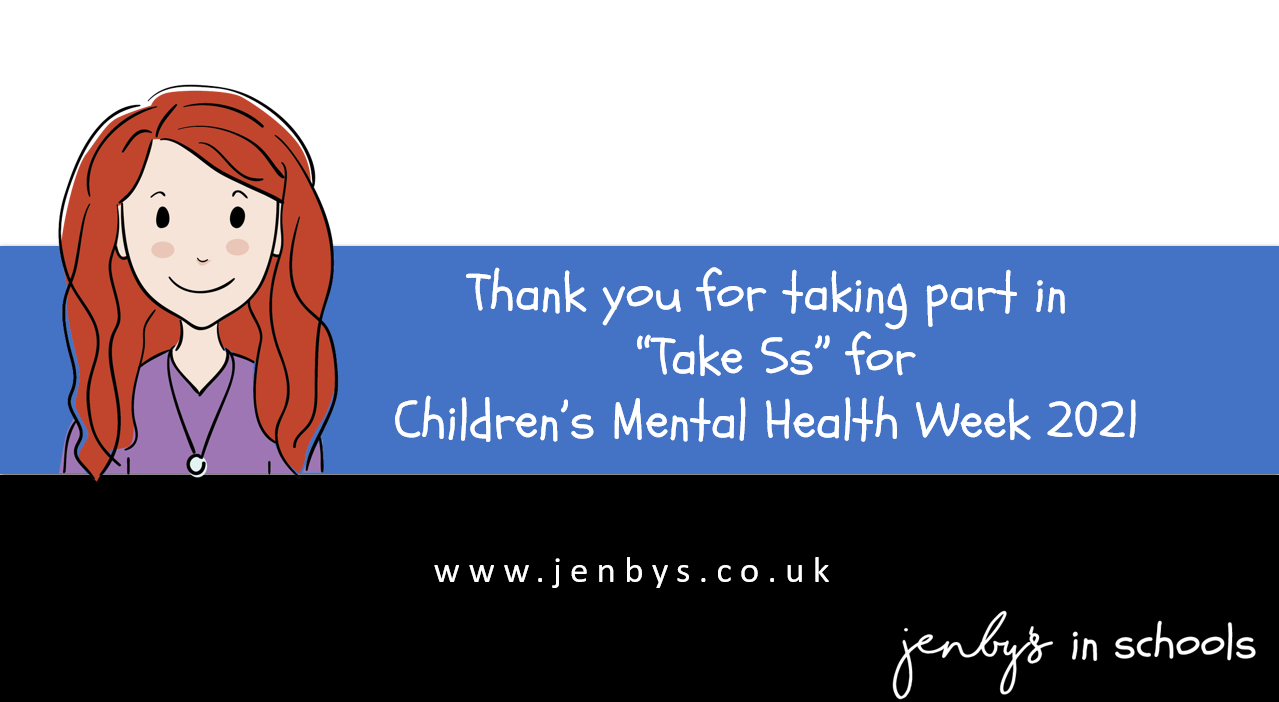 Thank you for taking part in
“Take 5s” for
Children’s Mental Health Week 2021
www.jenbys.co.uk
jenby's in schools